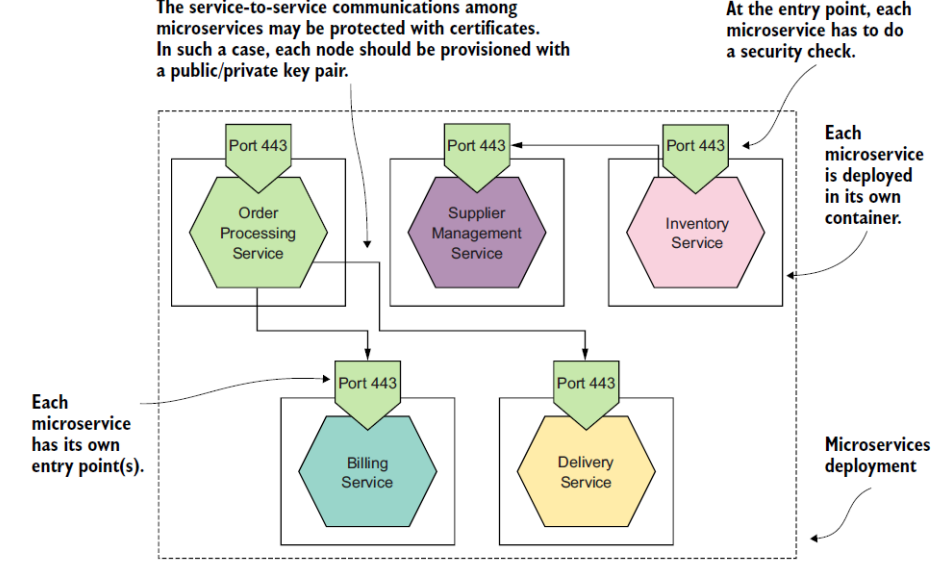 The service-to-service communications among
microservices may be protected with certificates.
In such a case, each node should be provisioned with
a public/private key pair.
At the entry point, each
microservice has to do
a security check.
Port 443
Port 443
Port 443
Each
microservice
is deployed
in its own
container.
Order
Processing
Service
Supplier
Management
Service
Inventory
Service
Port 443
Port 443
Each
microservice
has its own
entry point(s).
Billing
Service
Delivery
Service
Microservices
deployment